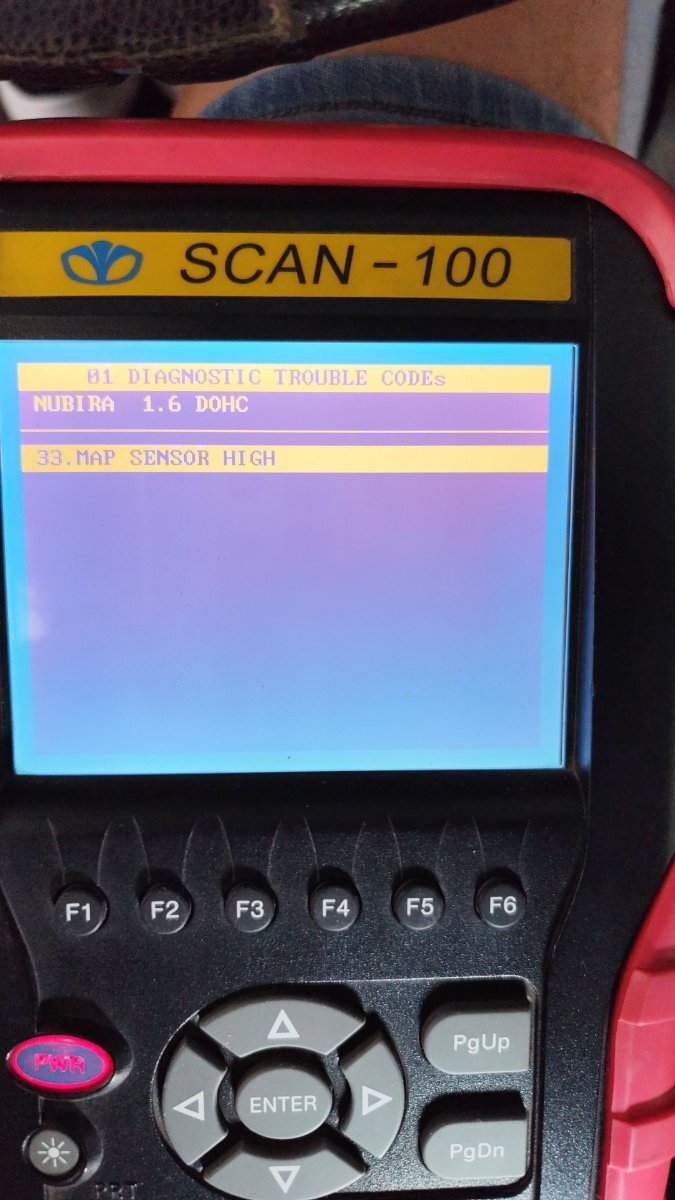 SCAN-100
01 DIAGNOSTIC TROUBLE CODEs
NUBIRA 1.6 DOHC
33.MAP SENSOR HIGH
F1 F2 F3 F4 F5 F6
PgUp
PWR
ENTER
PgDn
PRT